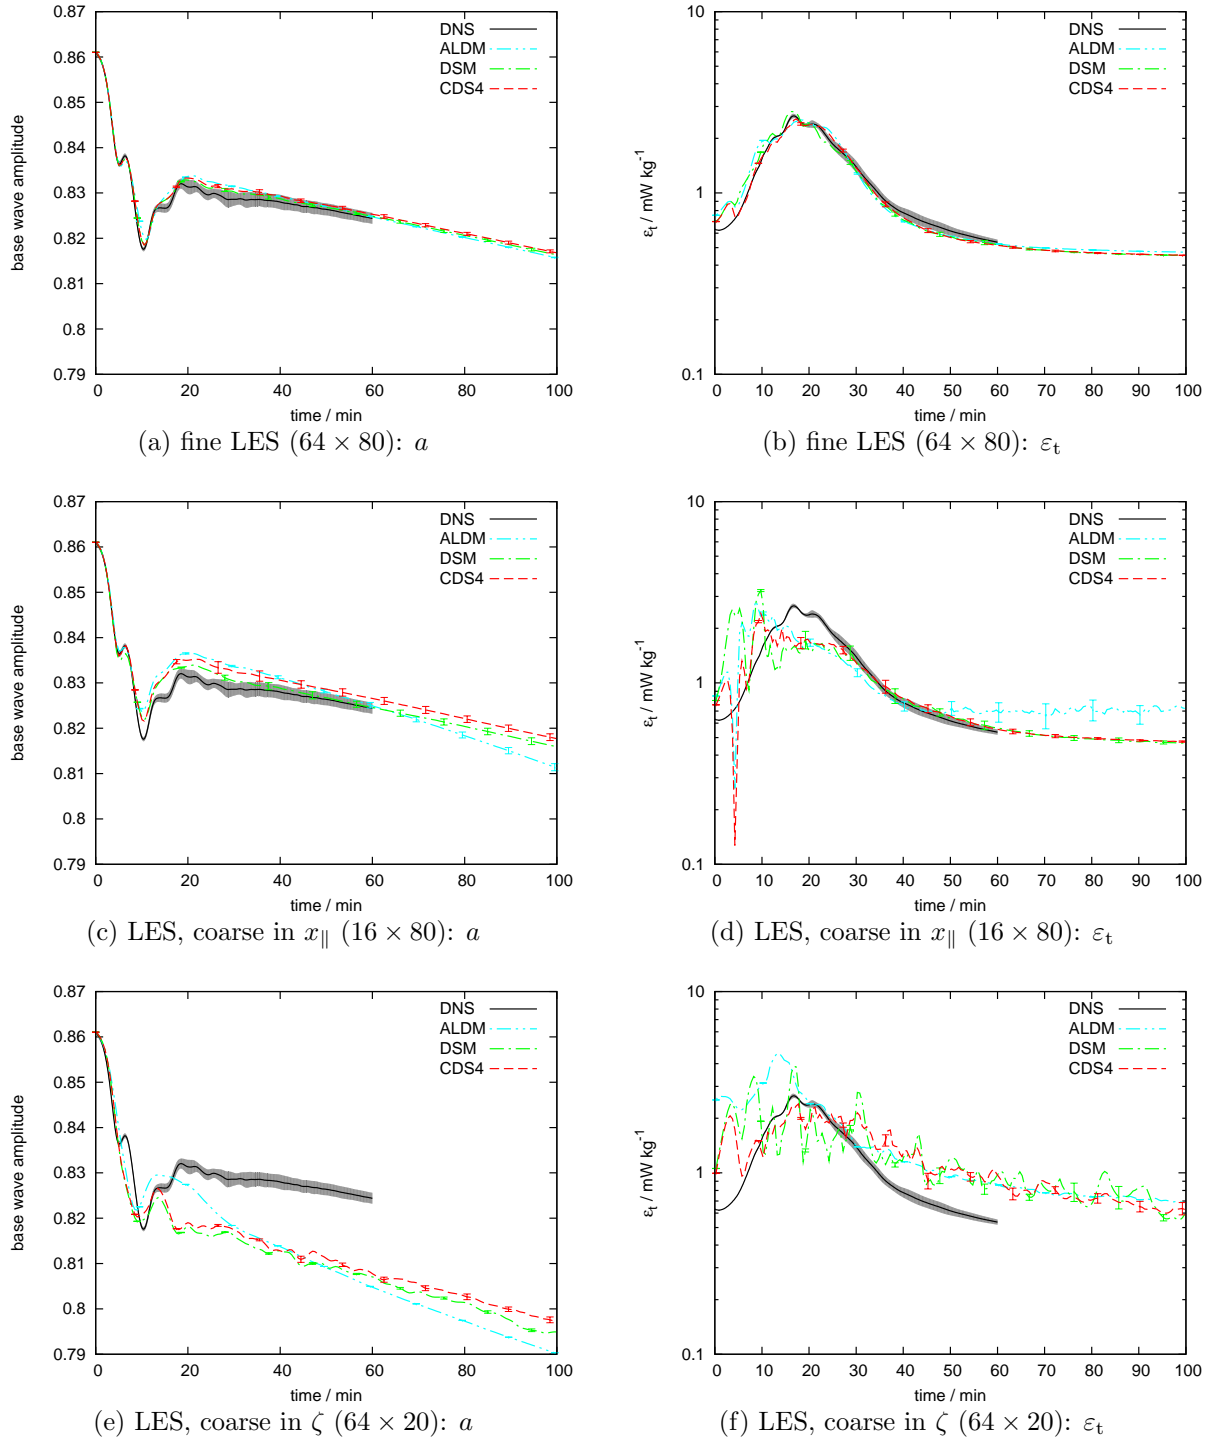 0.87
0.86
0.85
0.84
0.83
0.82
0.81
0.8
0.79
0 20 40 60 80 100
base wave amplitude
time / min
DNS
ALDM
DSM
CDS4
(a) fine LES (64 × 80): a
10
1
0.1
0 10 20 30 40 50 60 70 80 90 100
εt / mW kg-1
time / min
DNS
ALDM
DSM
CDS4
(b) fine LES (64 × 80): εt
0.87
0.86
0.85
0.84
0.83
0.82
0.81
0.8
0.79
0 20 40 60 80 100
base wave amplitude
time / min
DNS
ALDM
DSM
CDS4
(c) LES, coarse in x∥ (16 × 80): a
10
1
0.1
0 10 20 30 40 50 60 70 80 90 100
εt / mW kg-1
time / min
DNS
ALDM
DSM
CDS4
(d) LES, coarse in x∥ (16 × 80): εt
0.87
0.86
0.85
0.84
0.83
0.82
0.81
0.8
0.79
0 20 40 60 80 100
base wave amplitude
time / min
DNS
ALDM
DSM
CDS4
(e) LES, coarse in ζ (64 × 20): a
10
1
0.1
0 10 20 30 40 50 60 70 80 90 100
εt / mW kg-1
time / min
DNS
ALDM
DSM
CDS4
(f) LES, coarse in ζ (64 × 20): εt